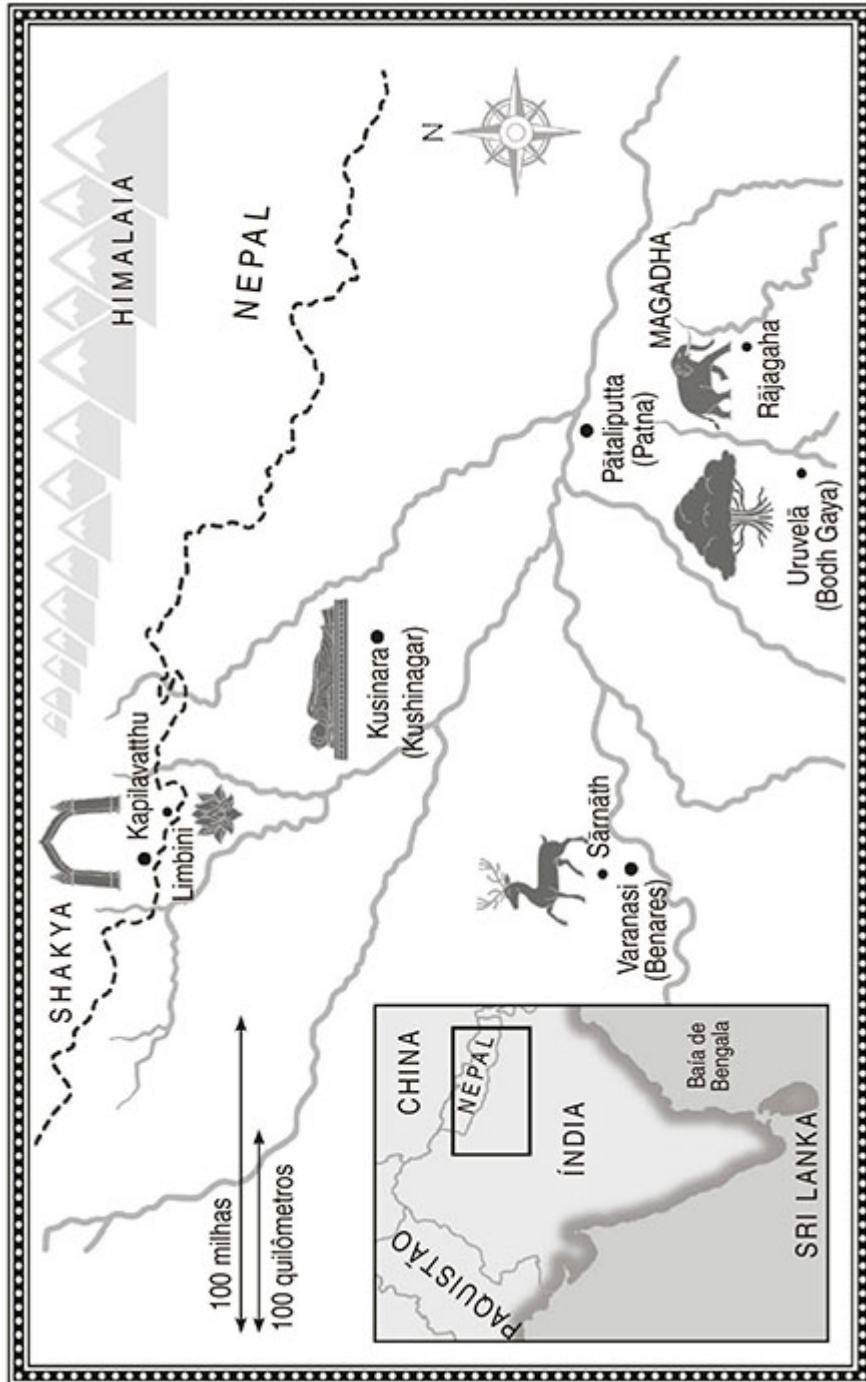 HIMALAIA
NEPAL
N
SHAKYA
Kapilavatthu
Limbini
Kusinara
(Kushinagar)
Pātaliputta
(Patna)
MAGADHA
Rājagaha
Uruvelā
(Bodh Gaya)
Sārnāth
Varanasi
(Benares)
100 milhas
100 quilômetros
CHINA
NEPAL
PAQUISTÃO
ÍNDIA
Baía de
Bengala
SRI LANKA